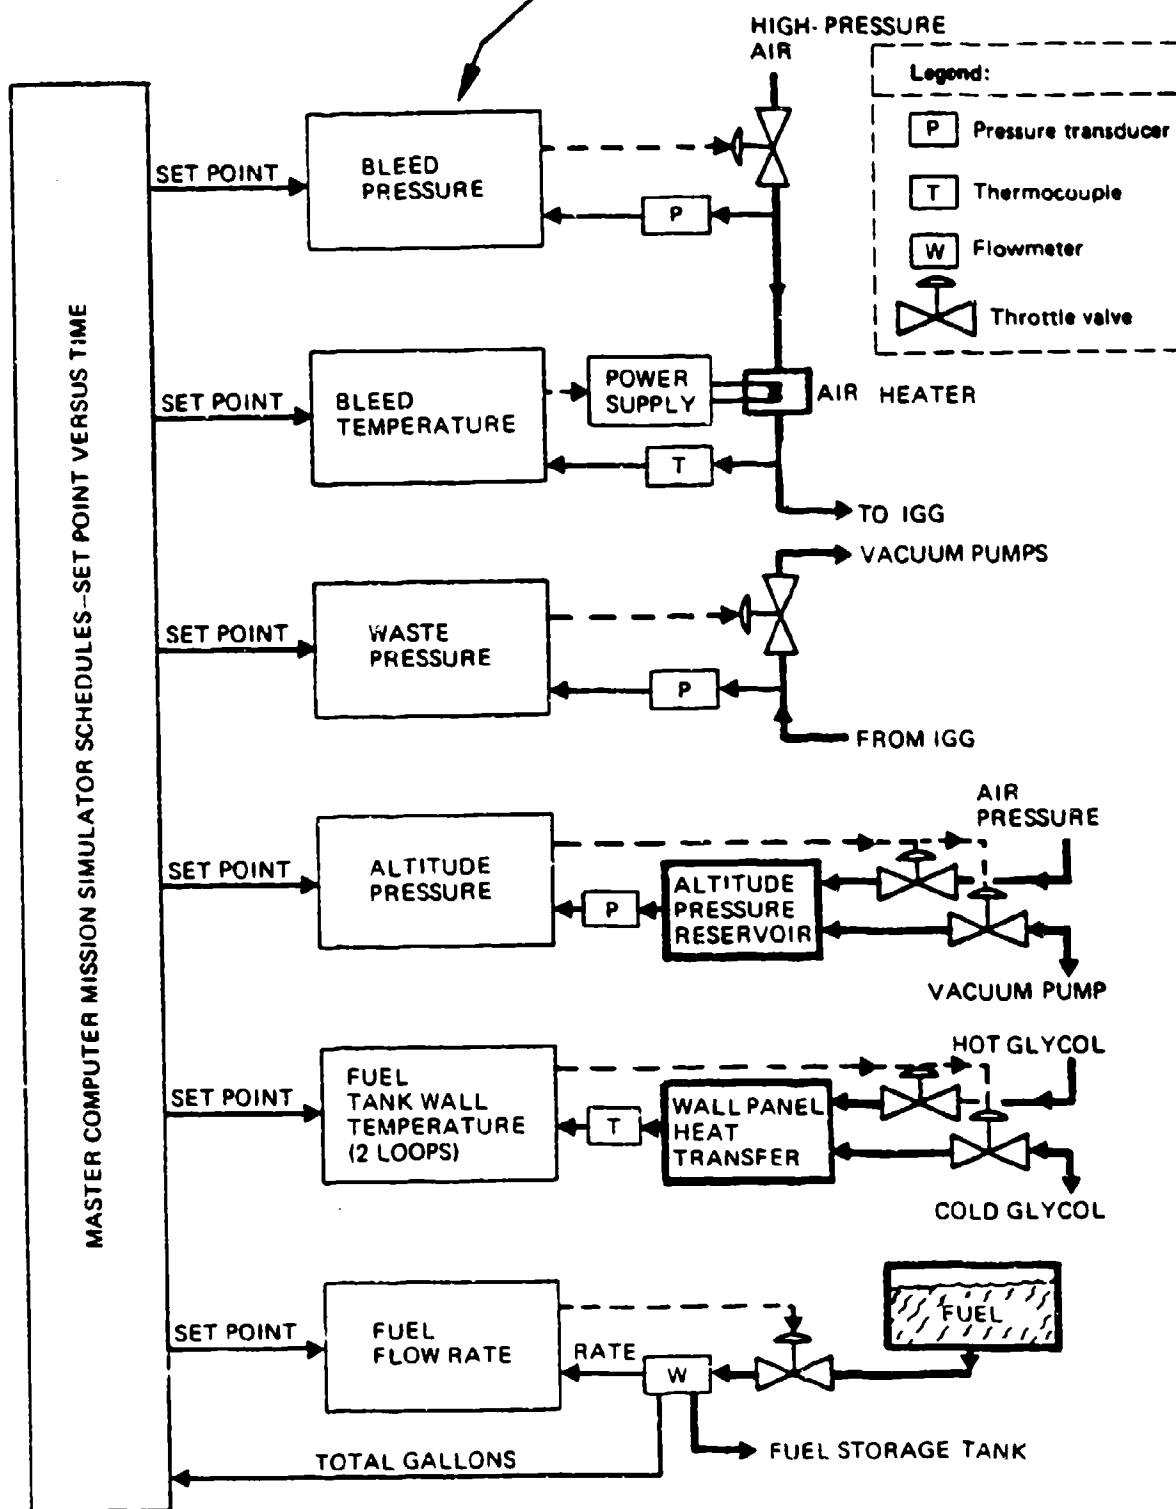 HIGH-PRESSURE
AIR
Legend:
P Pressure transducer
T Thermocouple
W Flowmeter
Throttle valve
MASTER COMPUTER MISSION SIMULATOR SCHEDULES–SET POINT VERSUS TIME
SET POINT
BLEED
PRESSURE
P
SET POINT
BLEED
TEMPERATURE
POWER
SUPPLY
AIR HEATER
T
TO IGG
VACUUM PUMPS
SET POINT
WASTE
PRESSURE
P
FROM IGG
AIR
PRESSURE
SET POINT
ALTITUDE
PRESSURE
P
ALTITUDE
PRESSURE
RESERVOIR
VACUUM PUMP
HOT GLYCOL
SET POINT
FUEL
TANK WALL
TEMPERATURE
(2 LOOPS)
T
WALL PANEL
HEAT
TRANSFER
COLD GLYCOL
SET POINT
FUEL
FLOW RATE
RATE
W
FUEL
FUEL STORAGE TANK
TOTAL GALLONS